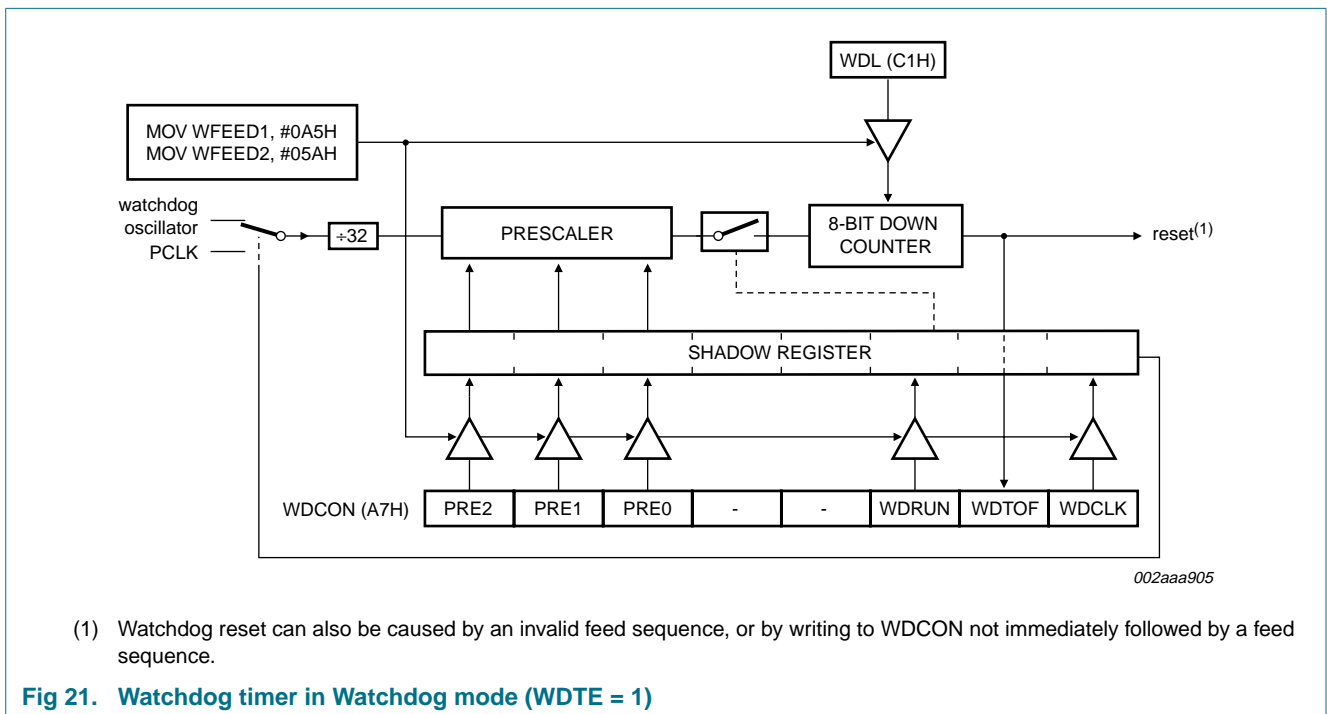 WDL (C1H)
MOV WFEED1, #0A5H
MOV WFEED2, #05AH
watchdog
oscillator
PCLK
÷32
PRESCALER
8-BIT DOWN
COUNTER
reset(1)
SHADOW REGISTER
WDCON (A7H)
PRE2
PRE1
PRE0
-
-
WDRUN
WDTOF
WDCLK
002aaa905
(1) Watchdog reset can also be caused by an invalid feed sequence, or by writing to WDCON not immediately followed by a feed
sequence.
Fig 21. Watchdog timer in Watchdog mode (WDTE = 1)